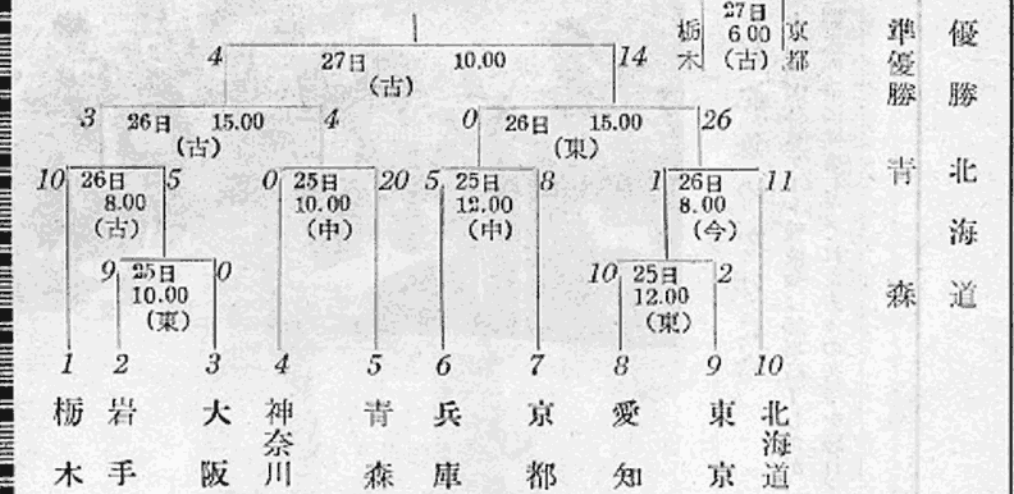 優勝 北海道
準優勝 青森
栃木 27日 6.00 (古) 京都
4 27日 10.00 (古) 14
3 26日 15.00 (古) 4
0 26日 15.00 (東) 26
10 26日 8.00 (古) 5
0 25日 10.00 (中) 20
5 25日 12.00 (中) 8
1 26日 8.00 (今) 11
9 25日 10.00 (東) 0
10 25日 12.00 (東) 2
1 2 3 4 5 6 7 8 9 10
栃木 岩手 大阪 神奈川 青森 兵庫 京都 愛知 東京 北海道